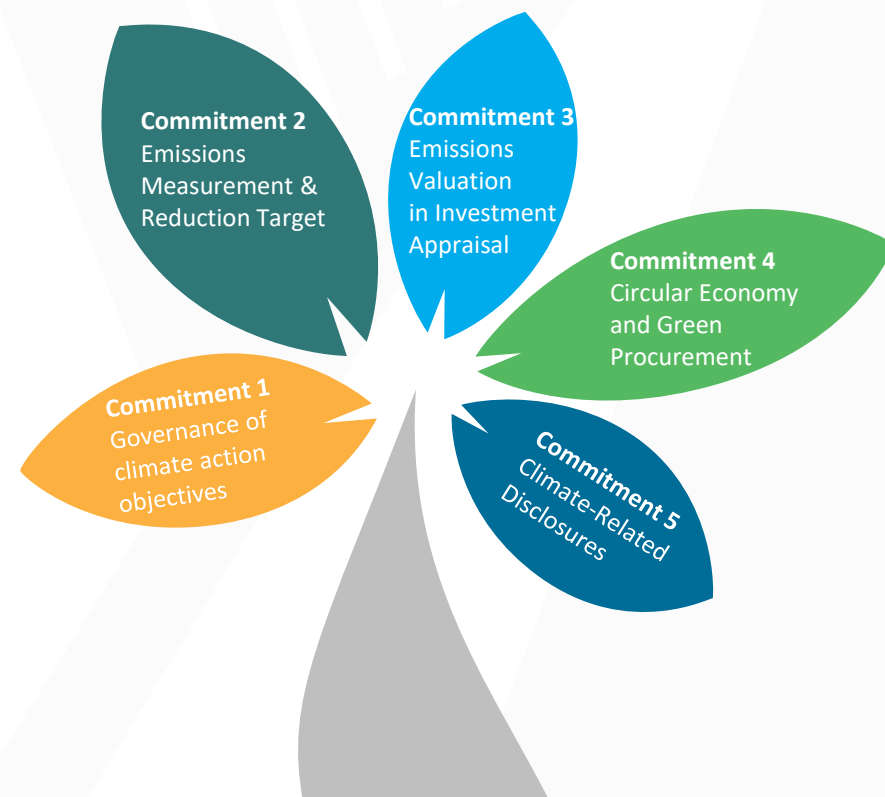 Commitment 1
Governance of
climate action
objectives
Commitment 2
Emissions
Measurement &
Reduction Target
Commitment 3
Emissions
Valuation
in Investment
Appraisal
Commitment 4
Circular Economy
and Green
Procurement
Commitment 5
Climate-Related
Disclosures